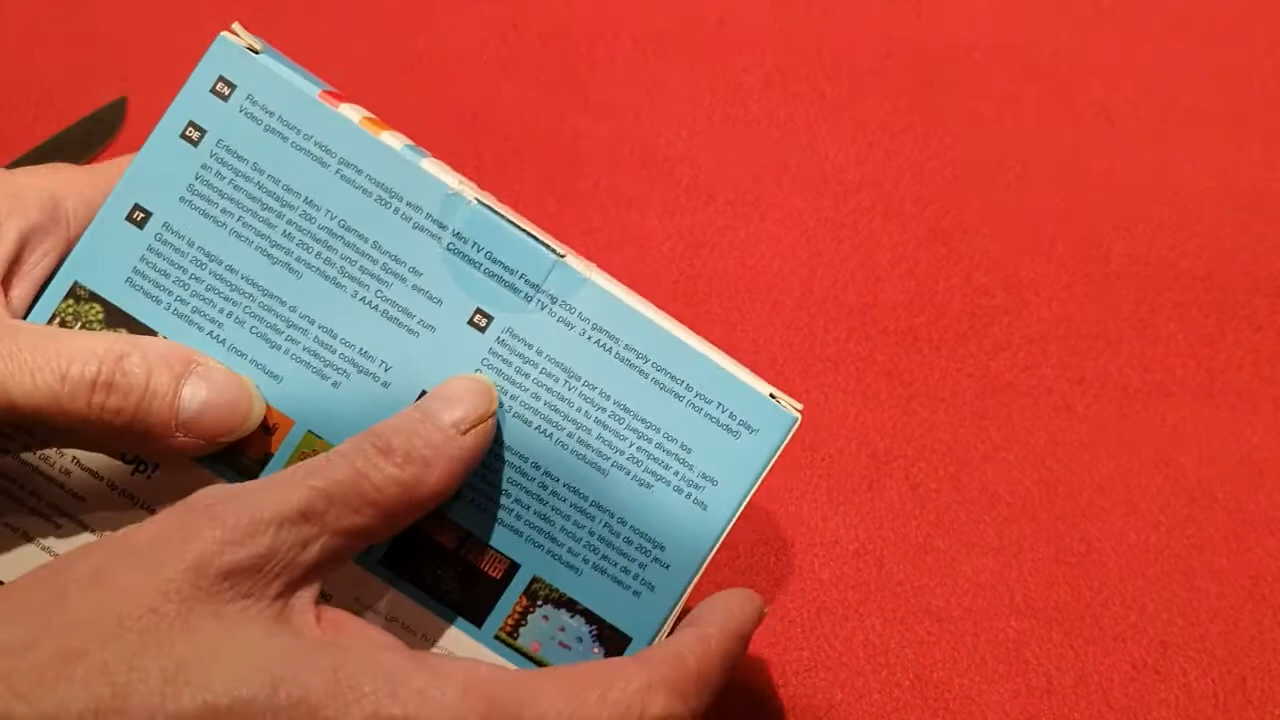 EN
Re-live hours of video game nostalgia with these Mini TV Games! Featuring 200 fun games; simply connect to your TV to play!
Video game controller. Features 200 8 bit games. Connect controller to TV to play. 3 x AAA batteries required (not included)
DE
Erleben Sie mit dem Mini TV Games Stunden der
Videospiel-Nostalgie! 200 unterhaltsame Spiele, einfach
an Ihr Fernsehgerät anschließen und spielen!
Videospielcontroller. Mit 200 8-Bit-Spielen. Controller zum
Spielen am Fernsehgerät anschließen. 3 AAA-Batterien
erforderlich (nicht inbegriffen)
IT
Rivivi la magia del videogame di una volta con Mini TV
Games! 200 videogiochi coinvolgenti; basta collegarlo al
televisore per giocare! Controller per videogiochi.
Include 200 giochi a 8 bit. Collega il controller al
televisore per giocare.
Richiede 3 batterie AAA (non incluse)
ES
¡Revive la nostalgia por los videojuegos con los
Minijuegos para TV! Incluye 200 juegos divertidos; ¡solo
tienes que conectarlo a tu televisor y empezar a jugar!
Controlador de videojuegos. Incluye 200 juegos de 8 bits.
el controlador al televisor para jugar.
3 pilas AAA (no incluidas)
heures de jeux vidéos pleins de nostalgie
contrôleur de jeux vidéos ! Plus de 200 jeux
connectez-vous sur le téléviseur et
de jeux vidéo. Inclut 200 jeux de 8 bits.
le contrôleur sur le téléviseur et
AAA requises (non incluses)
Up!
by. Thumbs Up (UK) Ltd
0EJ, UK